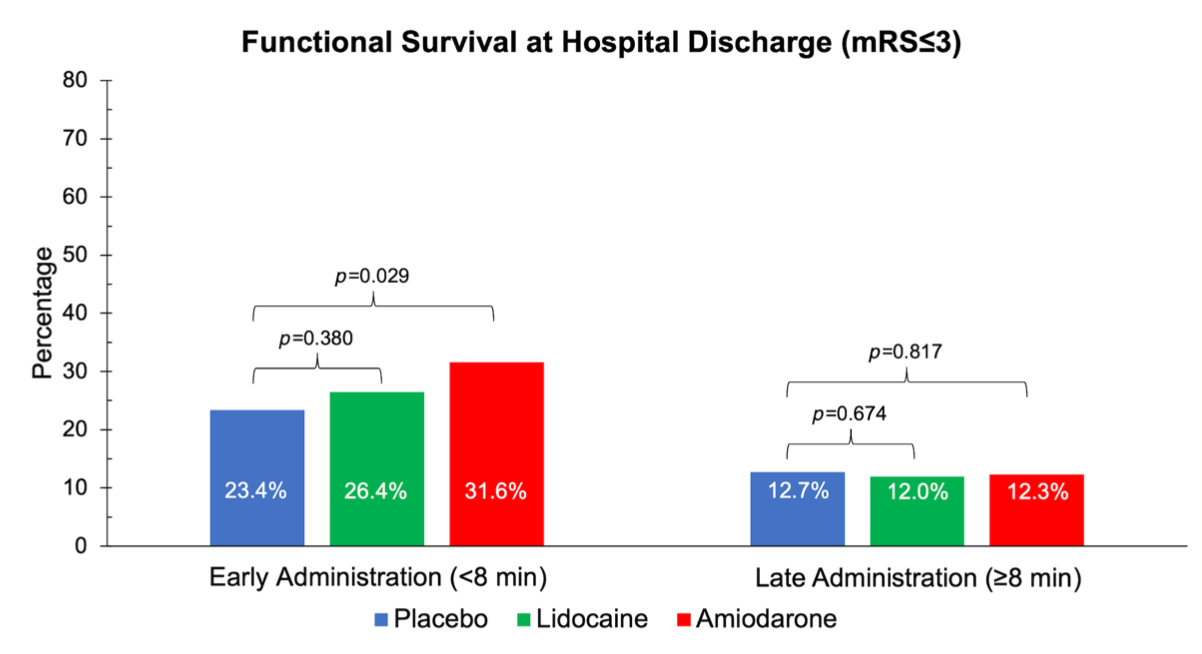 Functional Survival at Hospital Discharge (mRS≤3)
Percentage
80
70
60
50
40
30
20
10
0
p=0.029
p=0.380
p=0.817
p=0.674
23.4%
26.4%
31.6%
12.7%
12.0%
12.3%
Early Administration (<8 min)
Late Administration (≥8 min)
Placebo
Lidocaine
Amiodarone